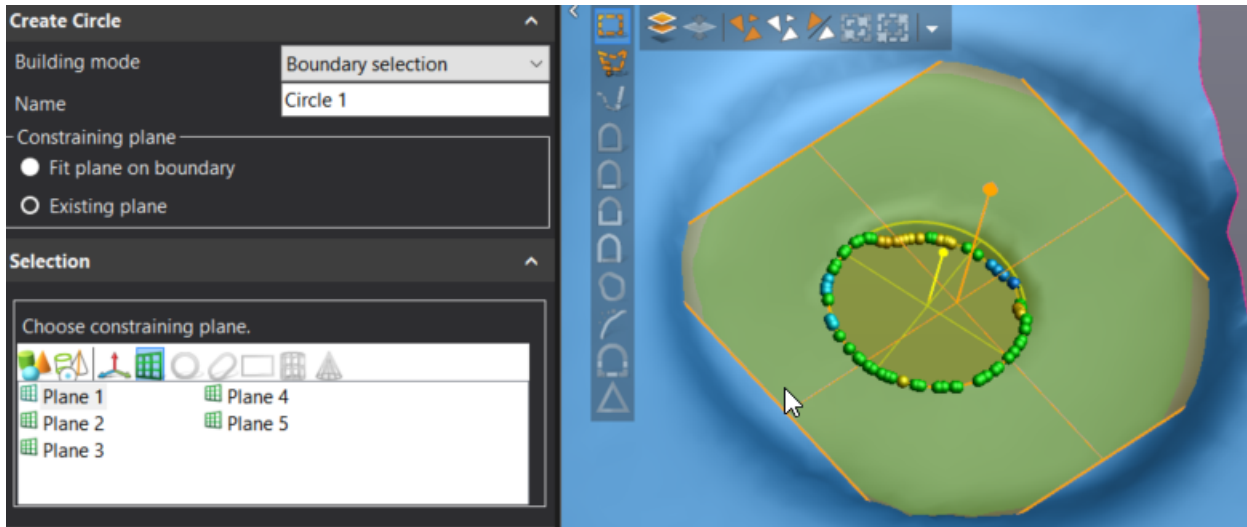 Create Circle
Building mode
Boundary selection
Name
Circle 1
Constraining plane
Fit plane on boundary
Existing plane
Selection
Choose constraining plane.
Plane 1
Plane 4
Plane 2
Plane 5
Plane 3